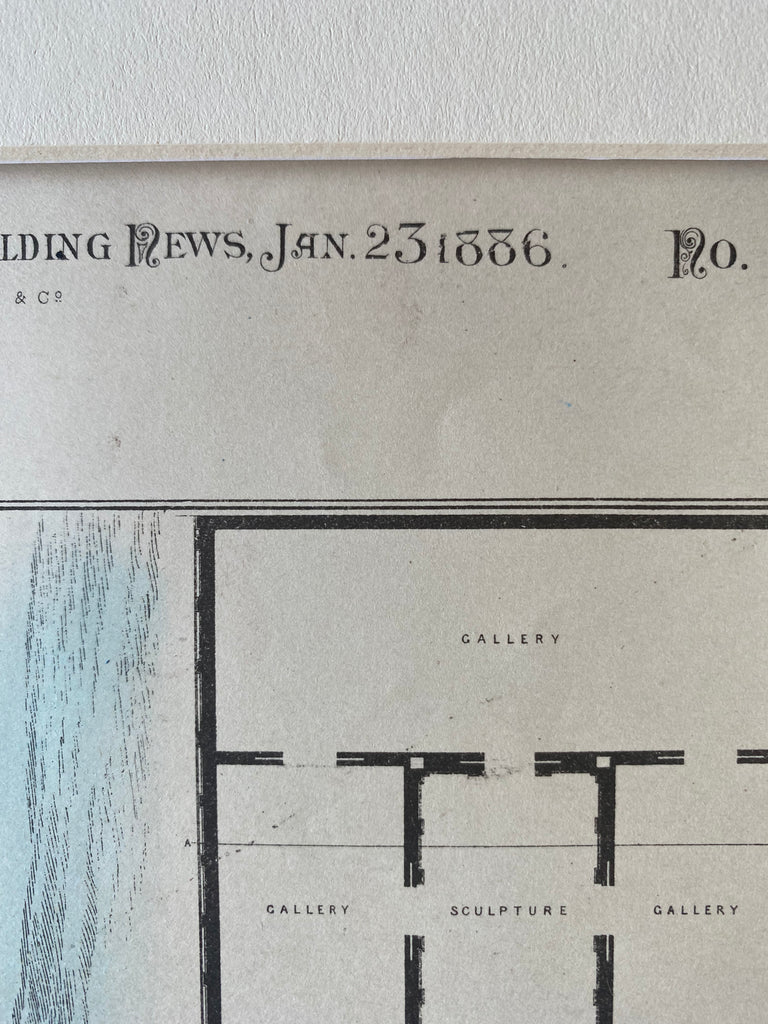 LDING NEWS, JAN. 23 1886. No.
& Co
GALLERY
A
GALLERY SCULPTURE GALLERY